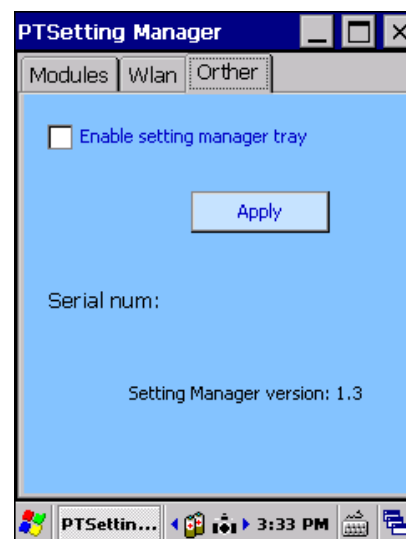 PTSetting Manager
Modules Wlan Orther
Enable setting manager tray
Apply
Serial num:
Setting Manager version: 1.3
PTSettin... 3:33 PM